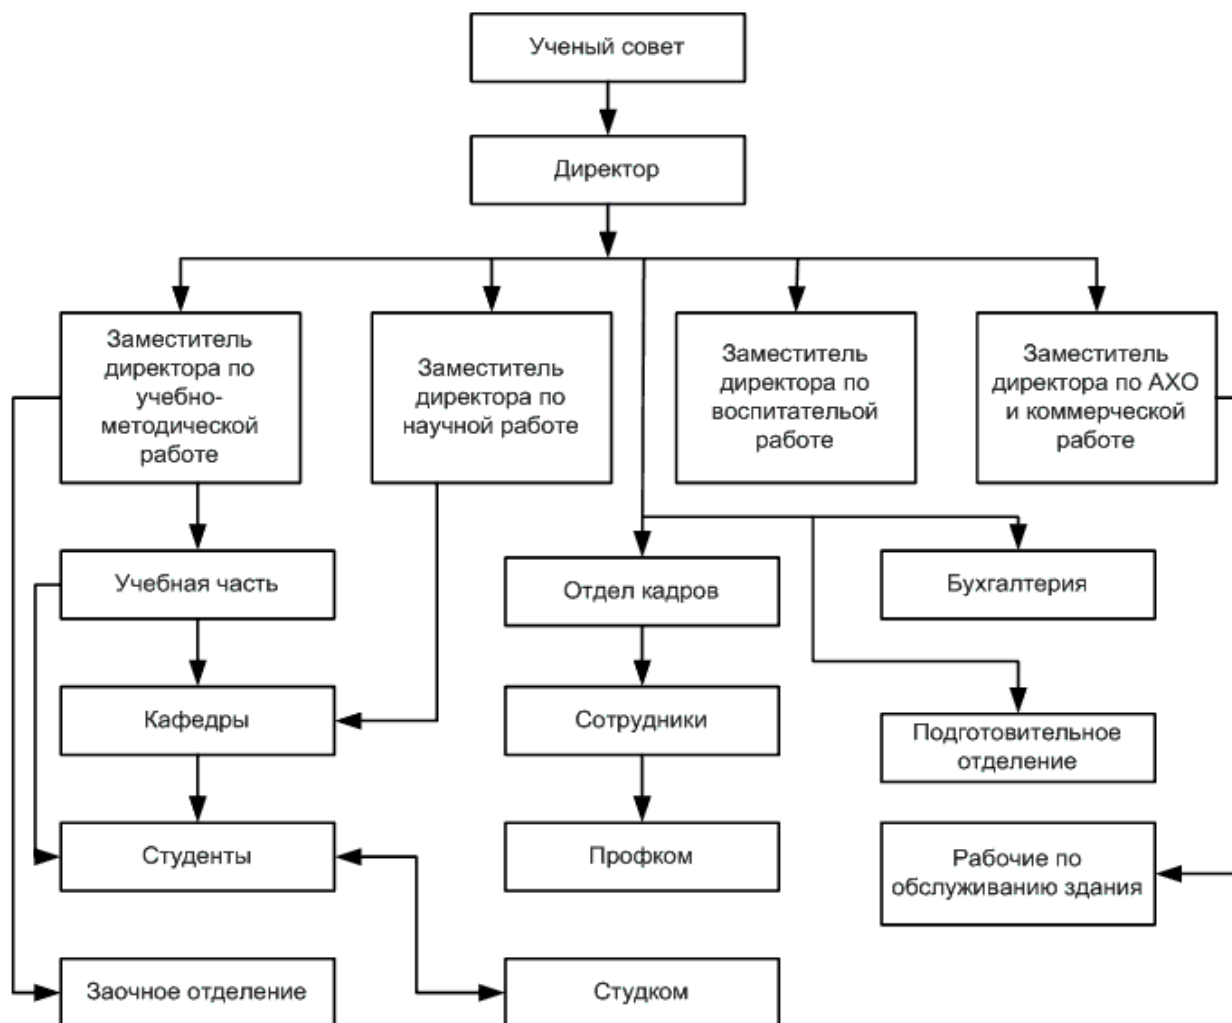 Ученый совет
Директор
Заместитель
директора по
учебно-
методической
работе
Заместитель
директора по
научной работе
Заместитель
директора по
воспитательой
работе
Заместитель
директора по АХО
и коммерческой
работе
Учебная часть
Отдел кадров
Бухгалтерия
Кафедры
Сотрудники
Подготовительное
отделение
Студенты
Профком
Рабочие по
обслуживанию здания
Заочное отделение
Студком